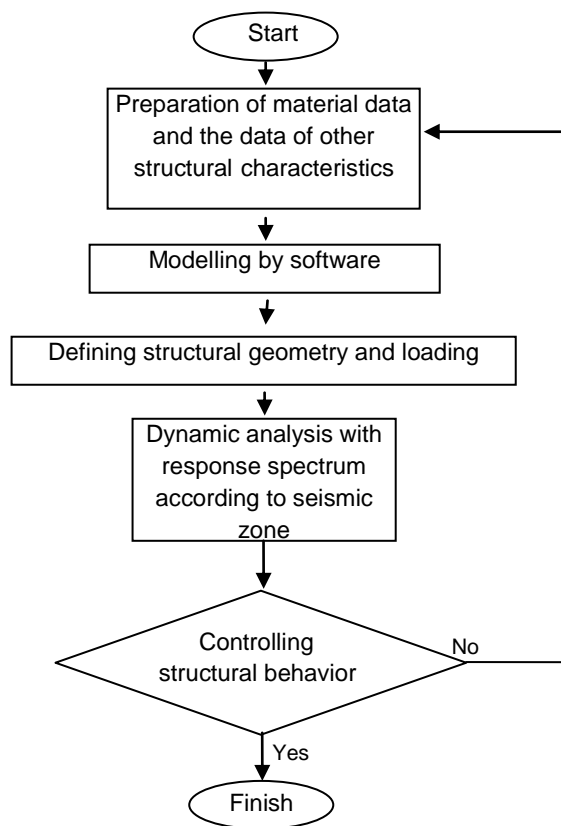 Start
Preparation of material data
and the data of other
structural characteristics
Modelling by software
Defining structural geometry and loading
Dynamic analysis with
response spectrum
according to seismic
zone
Controlling
structural behavior
No
Yes
Finish